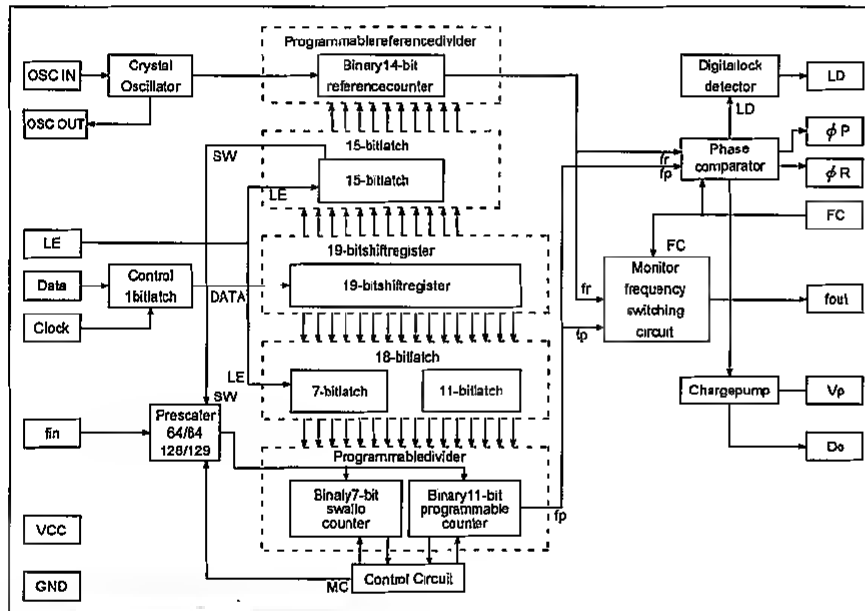 Programmablereferencedivider
OSC IN
Crystal
Oscillator
Binary14-bit
referencecounter
Digitallock
detector
LD
OSC OUT
LD
ϕP
15-bitlatch
SW
Phase
comparator
fr
fp
15-bitlatch
LE
ϕR
LE
FC
19-bitshiftregister
FC
Data
Control
1bitlatch
DATA
19-bitshiftregister
fr
Monitor
frequency
switching
circuit
fout
Clock
fp
18-bitlatch
LE
SW
7-bitlatch
11-bitlatch
Chargepump
Vp
fin
Prescater
64/64
128/129
Do
Programmabledivider
Binaly7-bit
swallo
counter
Binary11-bit
programmable
counter
fp
VCC
GND
MC
Control Circuit